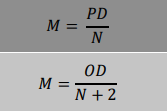 M = PD / N
M = OD / N + 2